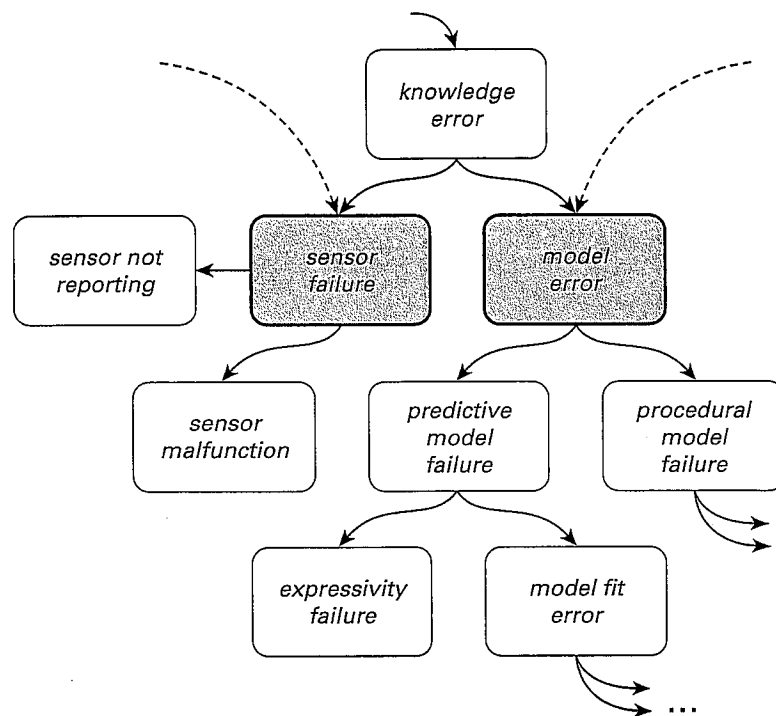 knowledge
error
sensor not
reporting
sensor
failure
model
error
sensor
malfunction
predictive
model
failure
procedural
model
failure
expressivity
failure
model fit
error
...